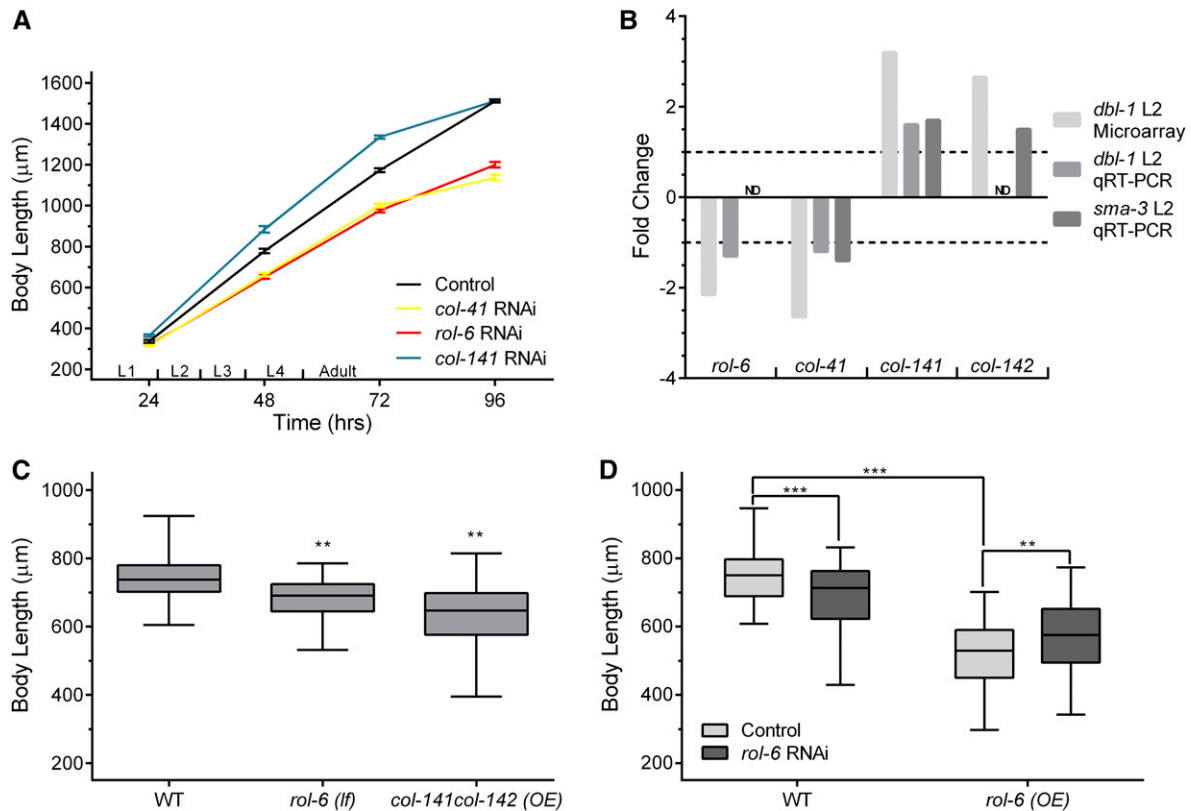 A
Body Length (μm)
1600
1400
1200
1000
800
600
400
200
L1 L2 L3 L4 Adult
24 48 72 96
Time (hrs)
Control
col-41 RNAi
rol-6 RNAi
col-141 RNAi
B
Fold Change
4
2
0
-2
-4
ND
ND
rol-6 col-41 col-141 col-142
dbl-1 L2
Microarray
dbl-1 L2
qRT-PCR
sma-3 L2
qRT-PCR
C
Body Length (μm)
1000
800
600
400
200
**
**
WT rol-6 (lf) col-141col-142 (OE)
D
Body Length (μm)
1000
800
600
400
200
***
***
**
Control
rol-6 RNAi
WT rol-6 (OE)